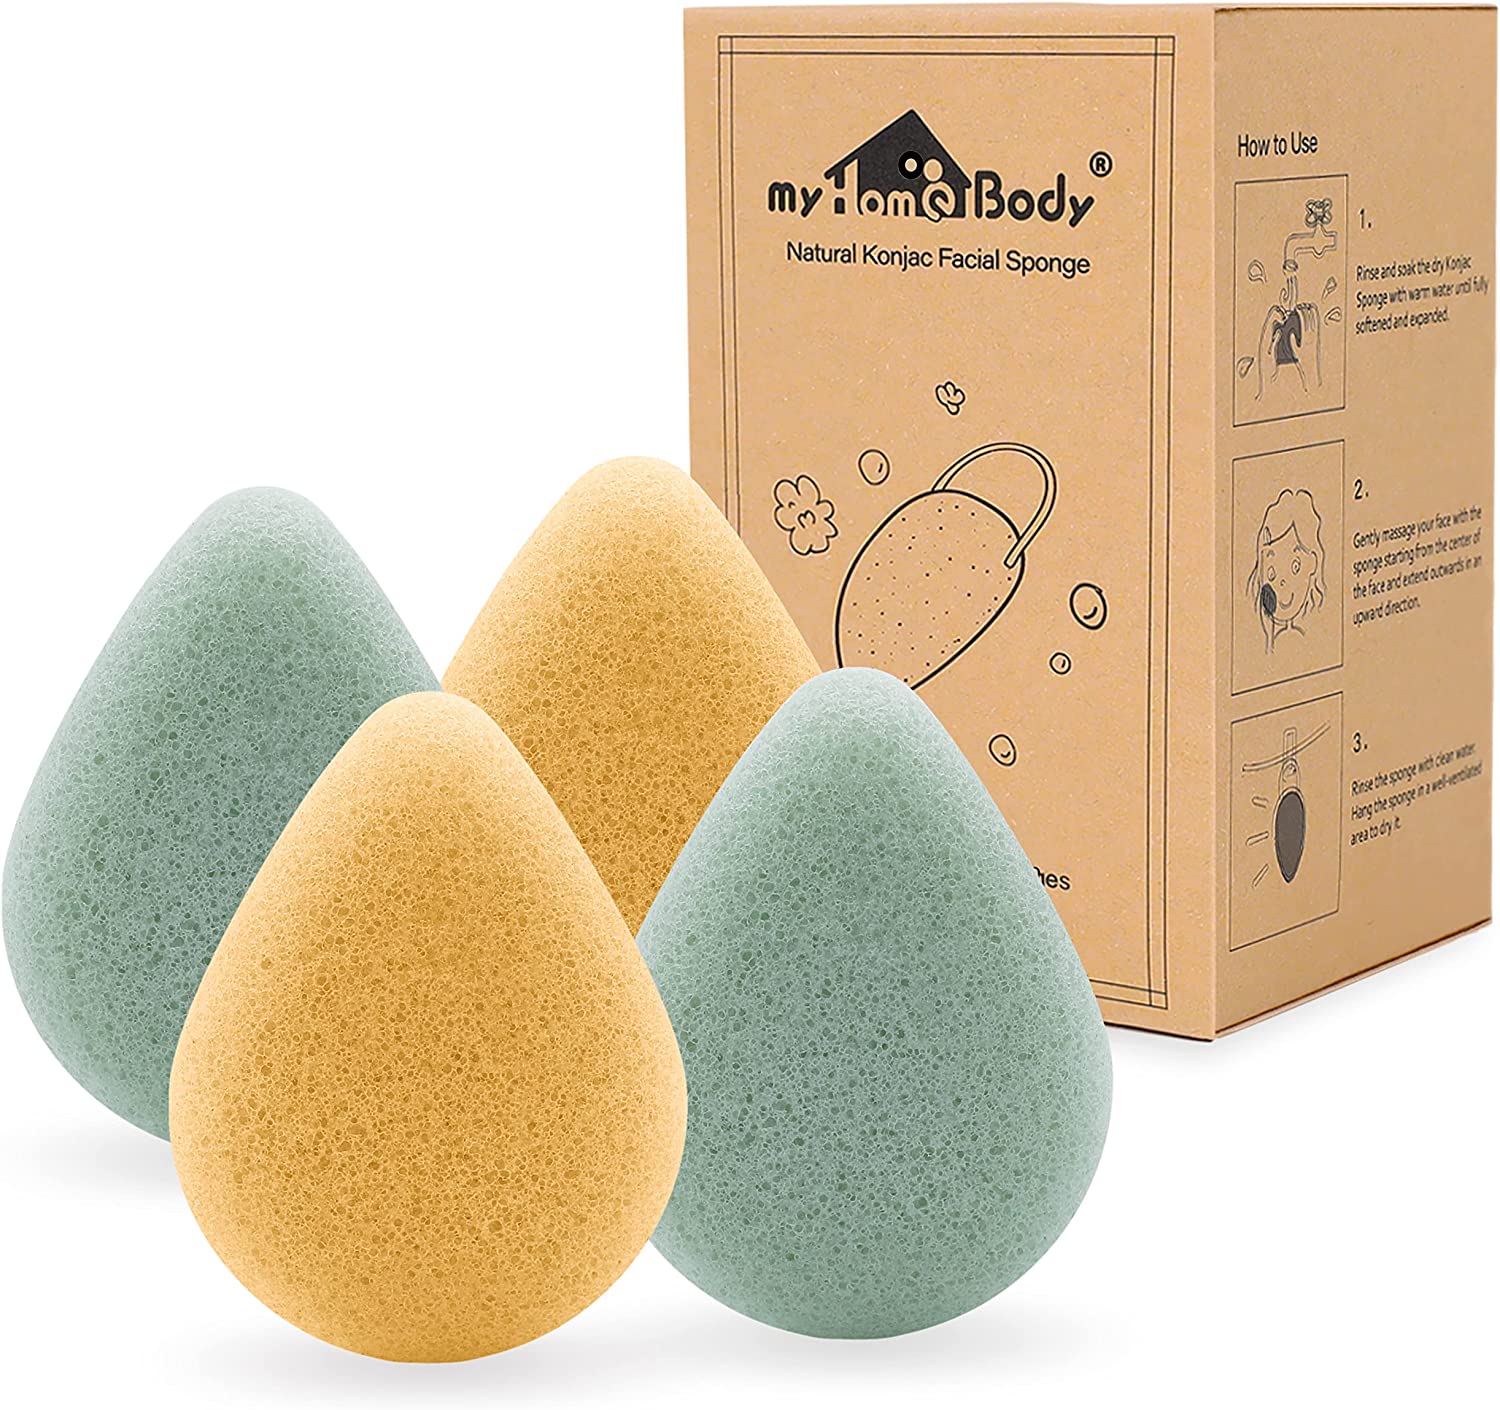 my Home Body®
Natural Konjac Facial Sponge
How to Use
1.
Rinse and soak the dry Konjac
Sponge with warm water until fully
softened and expanded.
2.
Gently massage your face with the
sponge starting from the center of
the face and extend outwards in an
upward direction.
3.
Rinse the sponge with clean water.
Hang the sponge in a well-ventilated
area to dry it.